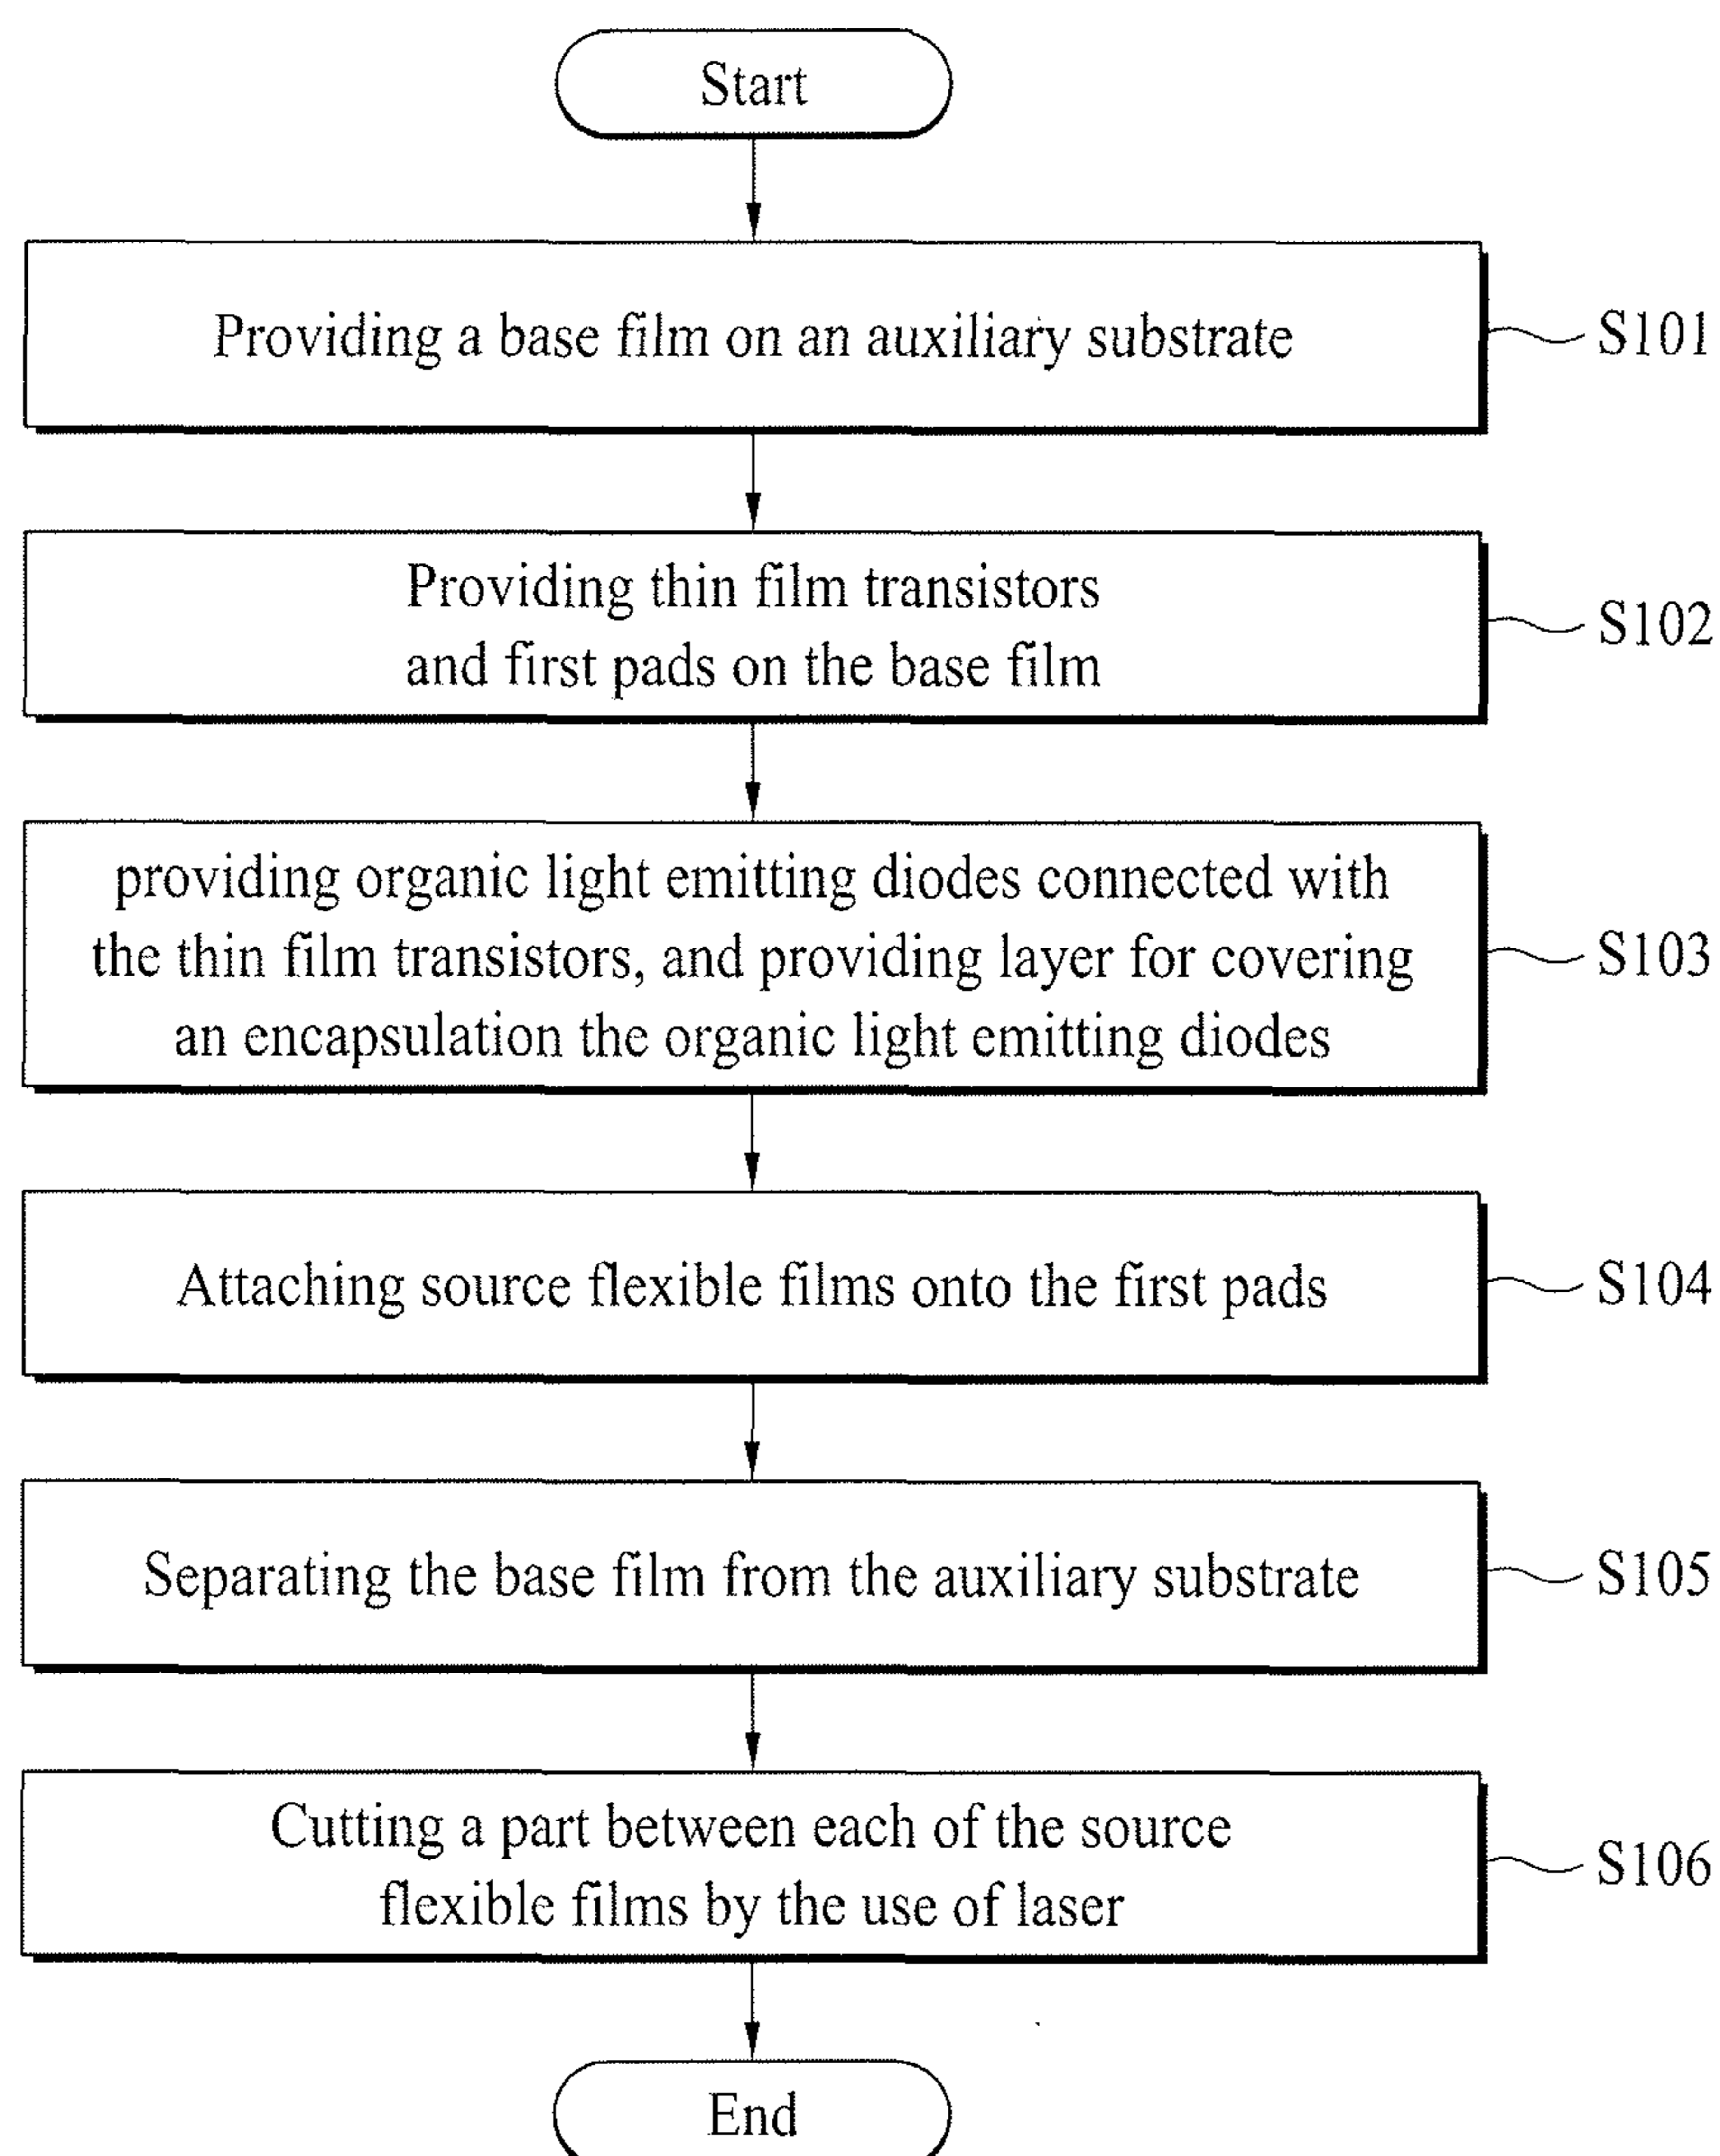 Start
Providing a base film on an auxiliary substrate
S101
Providing thin film transistors
and first pads on the base film
S102
providing organic light emitting diodes connected with
the thin film transistors, and providing layer for covering
an encapsulation the organic light emitting diodes
S103
Attaching source flexible films onto the first pads
S104
Separating the base film from the auxiliary substrate
S105
Cutting a part between each of the source
flexible films by the use of laser
S106
End